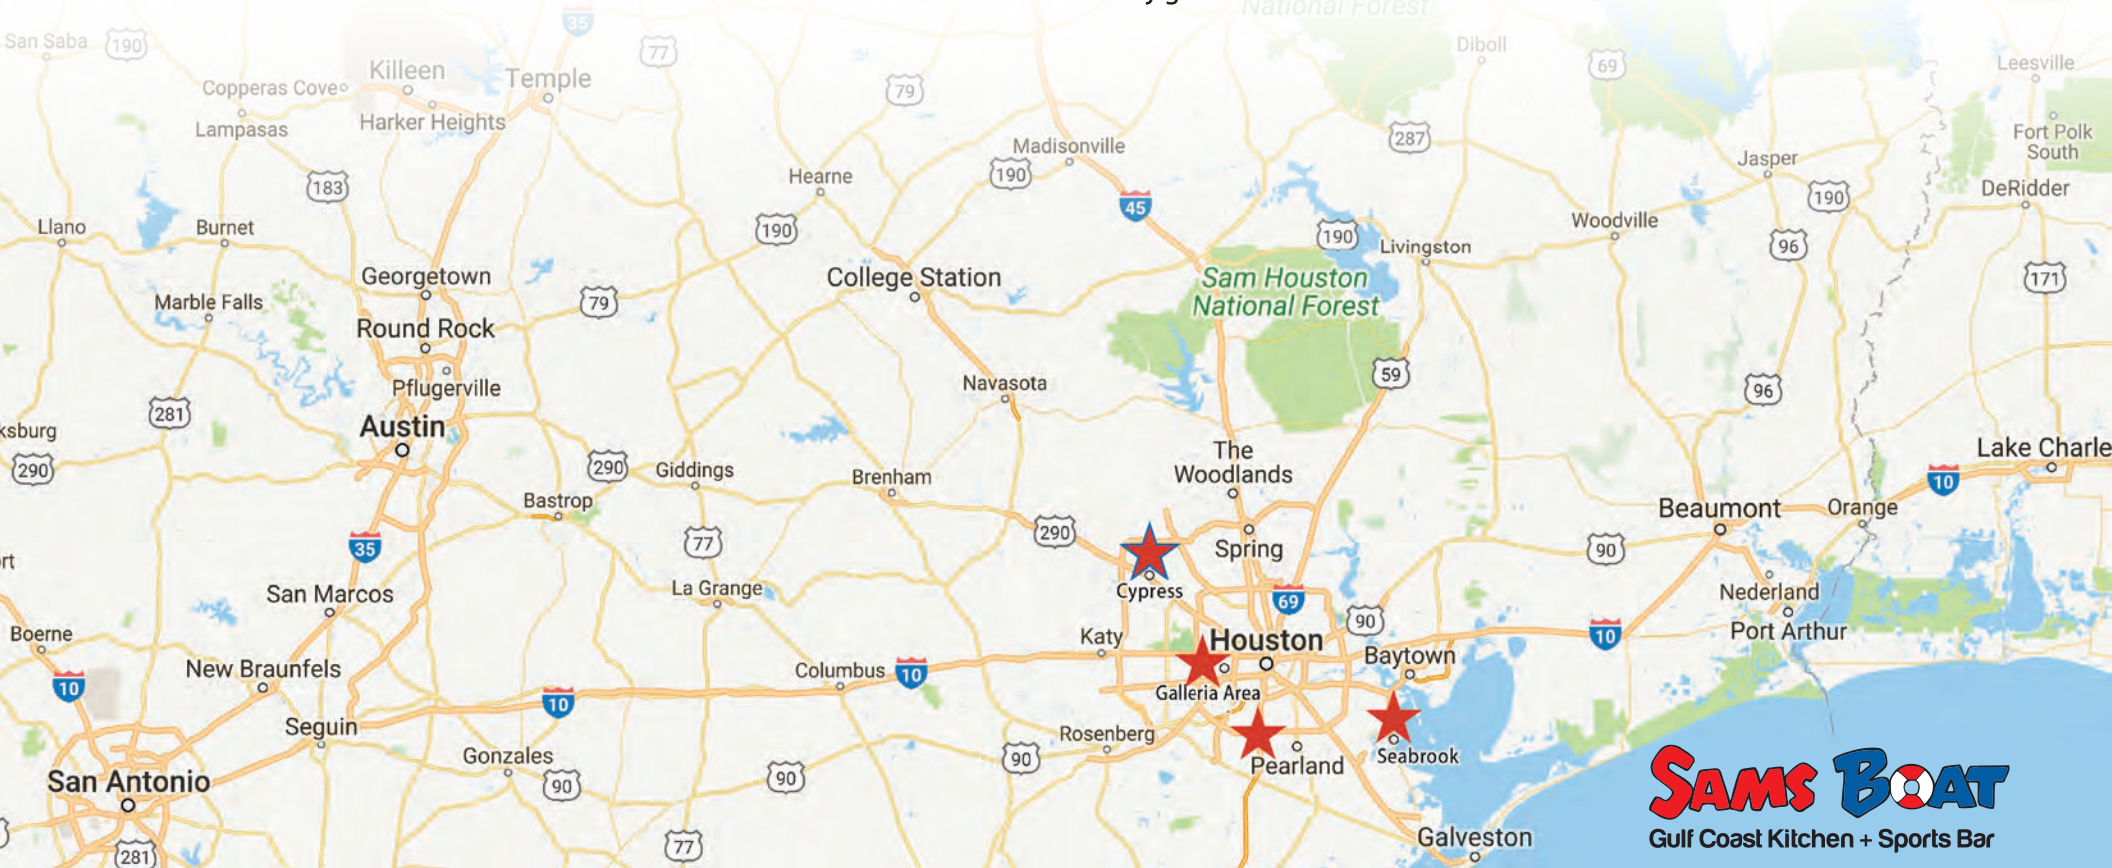 National Forest
35
San Saba
190
77
Diboll
69
Leesville
Killeen
Temple
Copperas Cove
79
Lampasas
Harker Heights
287
Fort Polk
South
Madisonville
Jasper
Hearne
190
183
45
190
DeRidder
Llano
Burnet
190
190
Woodville
Livingston
96
Georgetown
College Station
Sam Houston
National Forest
171
Marble Falls
79
Round Rock
Pflugerville
Navasota
59
96
281
Austin
ksburg
290
290
Giddings
Brenham
The
Woodlands
Lake Charle
10
Bastrop
Beaumont
Orange
290
35
77
Spring
90
San Marcos
La Grange
Cypress
69
Nederland
Boerne
Katy
Houston
90
10
Port Arthur
New Braunfels
10
Columbus
10
Baytown
Galleria Area
10
Seguin
Rosenberg
Gonzales
90
90
90
Pearland
Seabrook
San Antonio
SAMS BOAT
Gulf Coast Kitchen + Sports Bar
Galveston
77
281